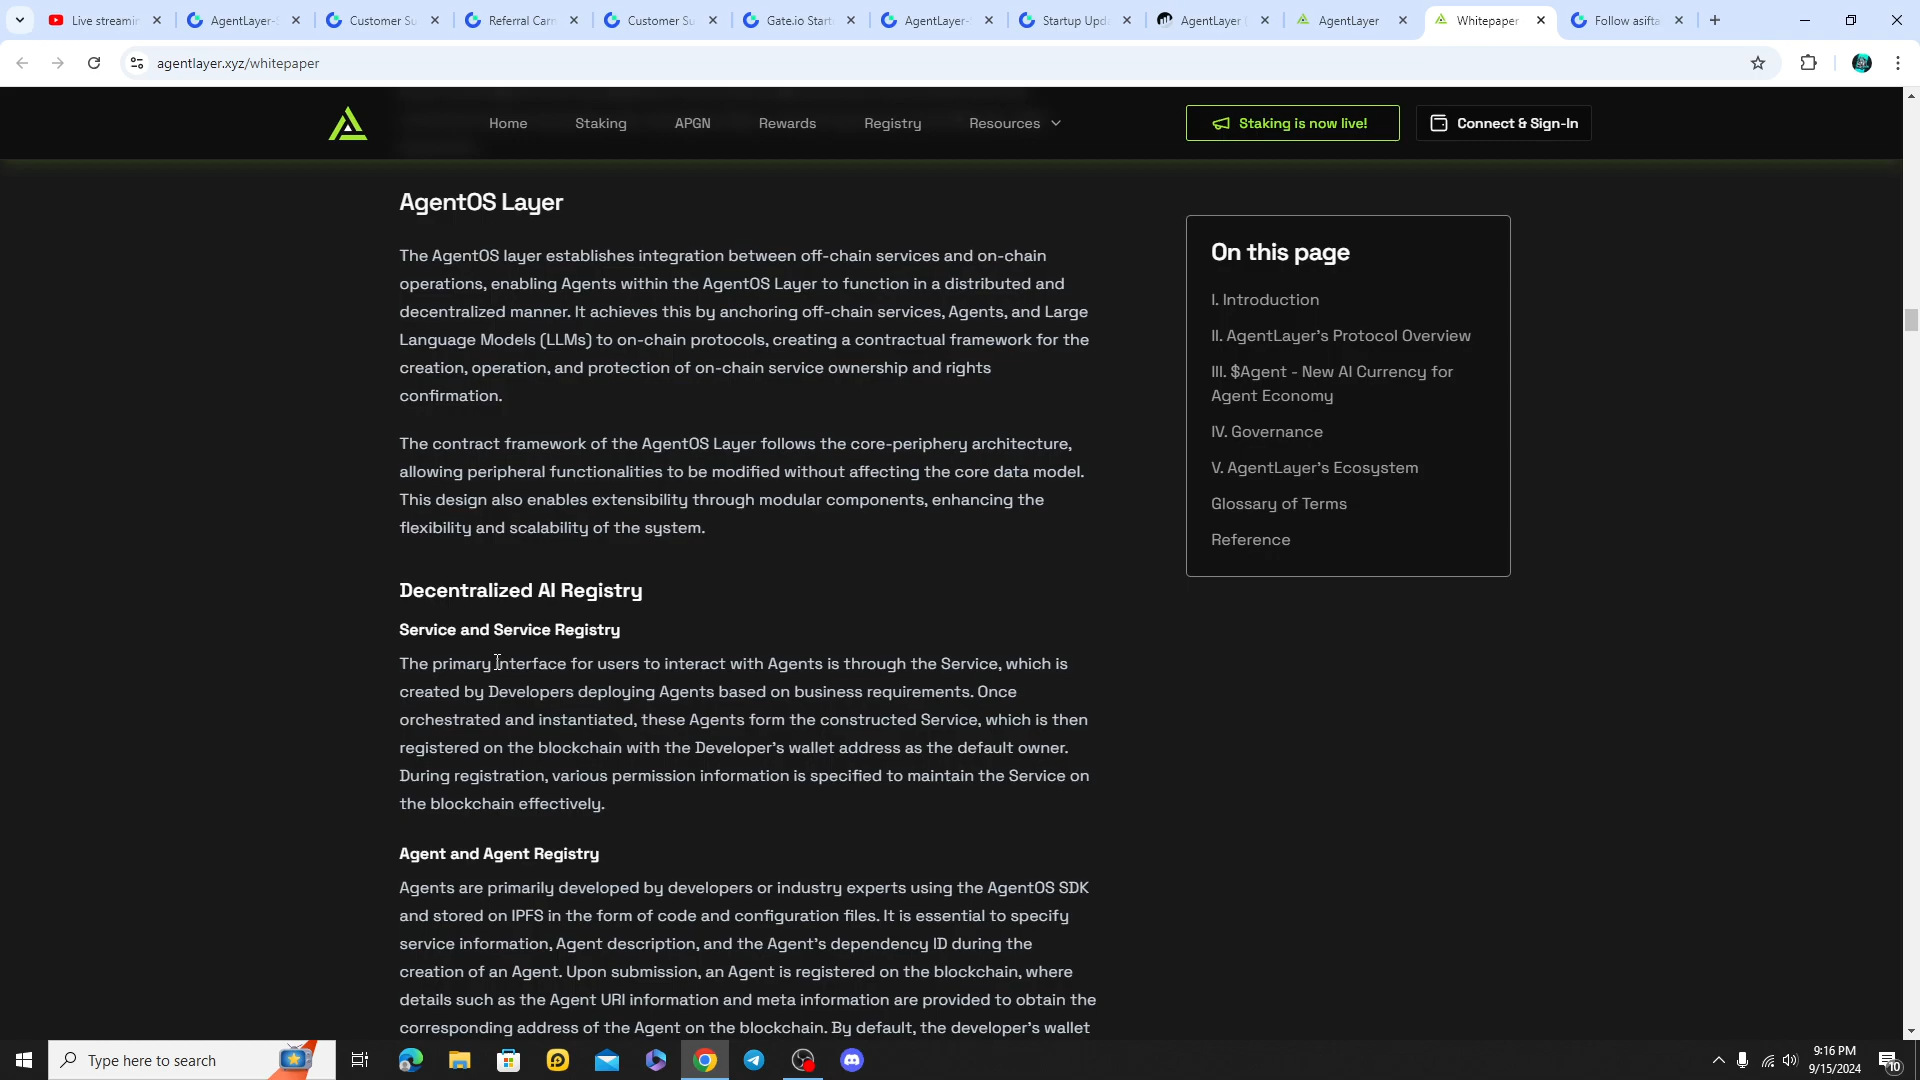 Live streamin
AgentLayer-S
Customer Su
Referral Carn
Customer Su
Gate.io Start
AgentLayer-S
Startup Upda
AgentLayer (
AgentLayer
Whitepaper
Follow asifta
agentlayer.xyz/whitepaper
Home
Staking
APGN
Rewards
Registry
Resources
Staking is now live!
Connect & Sign-In
AgentOS Layer
The AgentOS layer establishes integration between off-chain services and on-chain
operations, enabling Agents within the AgentOS Layer to function in a distributed and
decentralized manner. It achieves this by anchoring off-chain services, Agents, and Large
Language Models (LLMs) to on-chain protocols, creating a contractual framework for the
creation, operation, and protection of on-chain service ownership and rights
confirmation.
The contract framework of the AgentOS Layer follows the core-periphery architecture,
allowing peripheral functionalities to be modified without affecting the core data model.
This design also enables extensibility through modular components, enhancing the
flexibility and scalability of the system.
Decentralized AI Registry
Service and Service Registry
The primary interface for users to interact with Agents is through the Service, which is
created by Developers deploying Agents based on business requirements. Once
orchestrated and instantiated, these Agents form the constructed Service, which is then
registered on the blockchain with the Developer's wallet address as the default owner.
During registration, various permission information is specified to maintain the Service on
the blockchain effectively.
Agent and Agent Registry
Agents are primarily developed by developers or industry experts using the AgentOS SDK
and stored on IPFS in the form of code and configuration files. It is essential to specify
service information, Agent description, and the Agent's dependency ID during the
creation of an Agent. Upon submission, an Agent is registered on the blockchain, where
details such as the Agent URI information and meta information are provided to obtain the
corresponding address of the Agent on the blockchain. By default, the developer's wallet
On this page
I. Introduction
II. AgentLayer's Protocol Overview
III. $Agent - New AI Currency for
Agent Economy
IV. Governance
V. AgentLayer's Ecosystem
Glossary of Terms
Reference
Type here to search
9:16 PM
9/15/2024
10